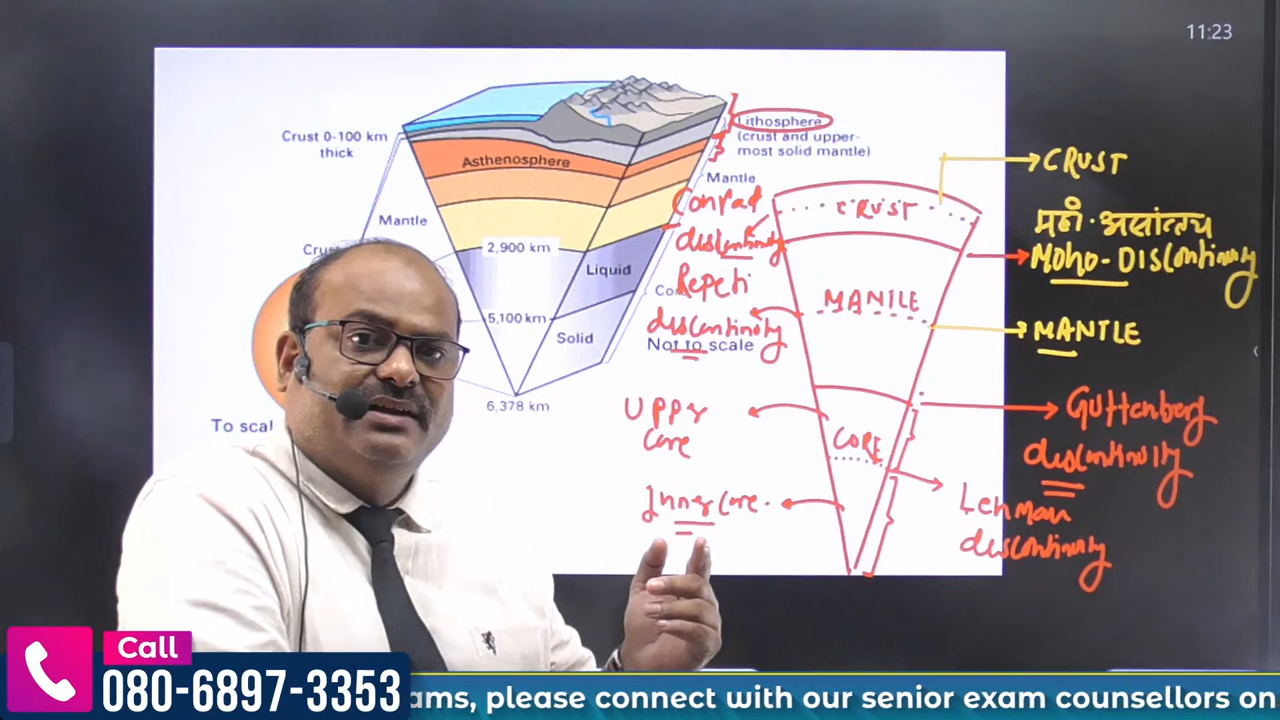 11:23
Crust 0-100 km
thick
Asthenosphere
Lithosphere
(crust and upper-
most solid mantle)
Mantle
Mantle
2,900 km
Liquid
5,100 km
Solid
Not to scale
6,378 km
To scal
Conrad
discontinuity
Repeti
discontinuity
Upper
Core
Inner Core
CRUST
MANTLE
CORE
CRUST
Moho-Discontinuity
MANTLE
Guttenberg
discontinuity
Lehman
discontinuity
Call
080-6897-3353
ams, please connect with our senior exam counsellors on